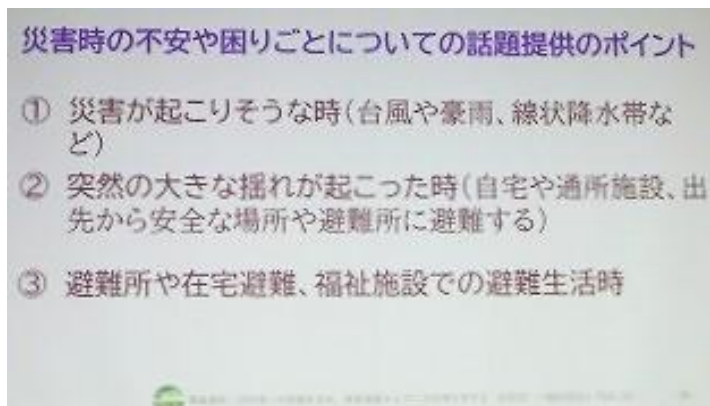 災害時の不安や困りごとについての話題提供のポイント
① 災害が起こりそうな時(台風や豪雨、線状降水帯な
ど)
② 突然の大きな揺れが起こった時(自宅や通所施設、出
先から安全な場所や避難所に避難する)
③ 避難所や在宅避難、福祉施設での避難生活時